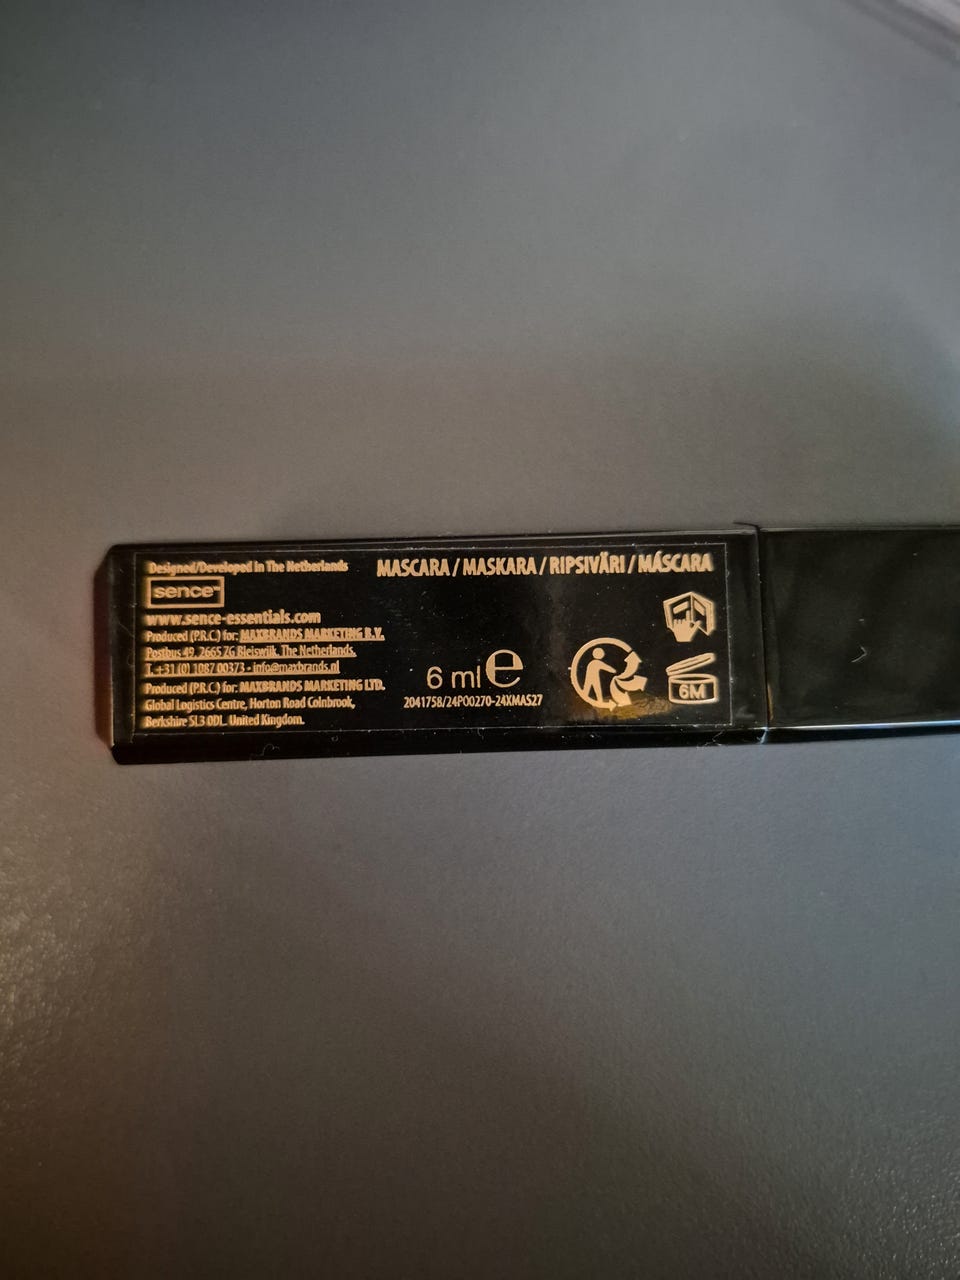 Designed/Developed in The Netherlands
sence™
www.sence-essentials.com
Produced (P.R.C.) for: MAXBRANDS MARKETING B.V.
Postbus 49, 2665 ZG Bleiswijk, The Netherlands.
T. +31 (0) 1087 00373 - info@maxbrands.nl
Produced (P.R.C.) for: MAXBRANDS MARKETING LTD.
Global Logistics Centre, Horton Road Colnbrook,
Berkshire SL3 0DL. United Kingdom.
MASCARA / MASKARA / RIPSIVÄRI / MÁSCARA
6 ml e
2041758/24P00270-24XMAS27
6M